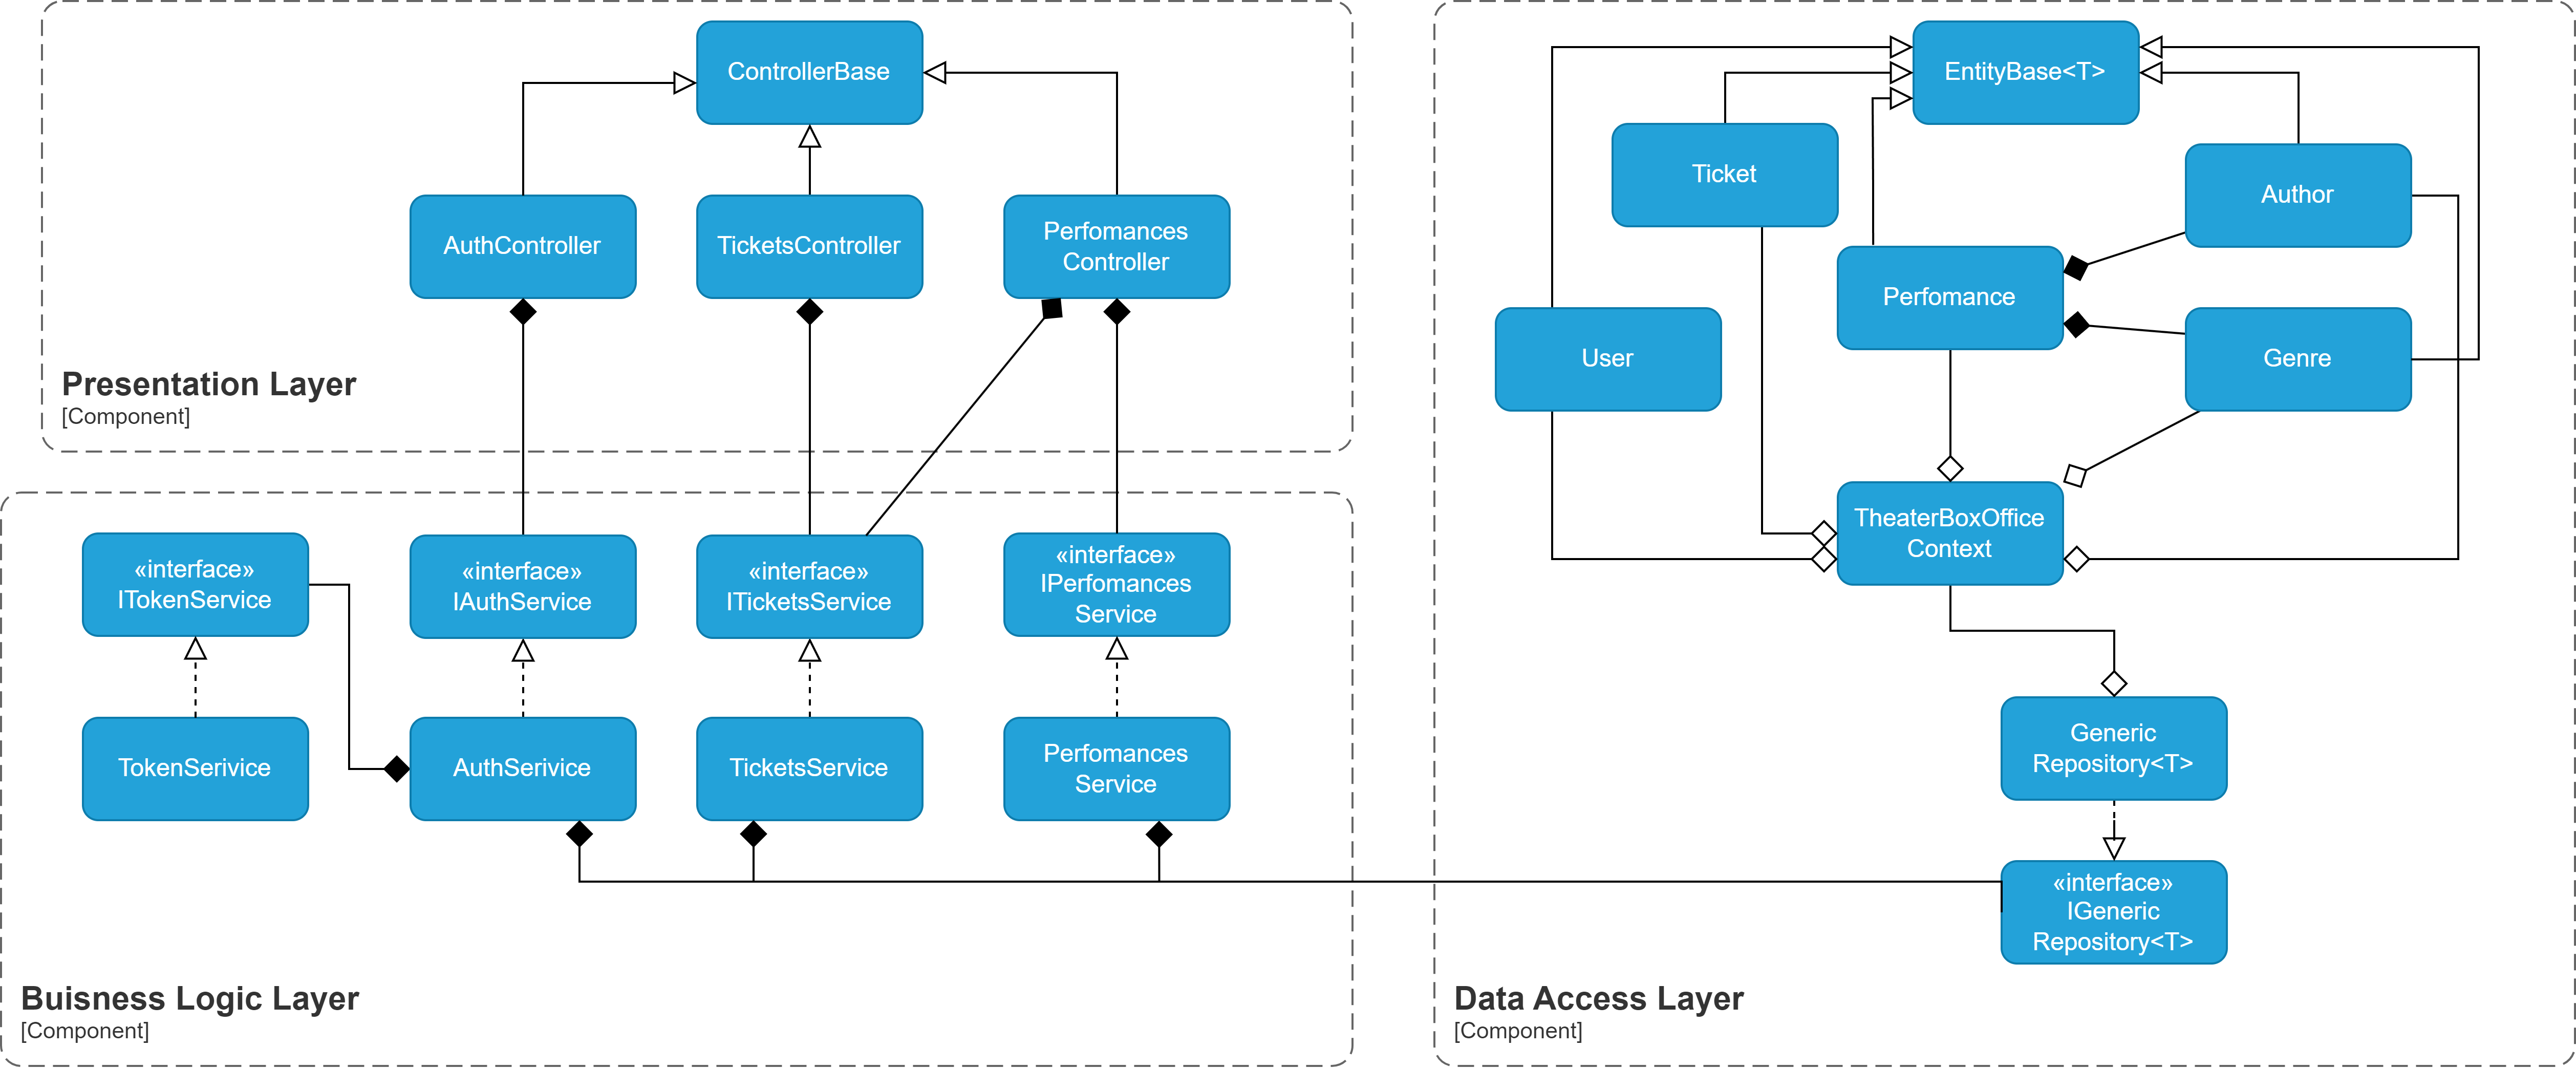 ControllerBase
AuthController
TicketsController
Perfomances
Controller
Presentation Layer
[Component]
«interface»
ITokenService
«interface»
IAuthService
«interface»
ITicketsService
«interface»
IPerfomances
Service
TokenSerivice
AuthSerivice
TicketsService
Perfomances
Service
Buisness Logic Layer
[Component]
EntityBase<T>
Ticket
Author
Perfomance
User
Genre
TheaterBoxOffice
Context
Generic
Repository<T>
«interface»
IGeneric
Repository<T>
Data Access Layer
[Component]